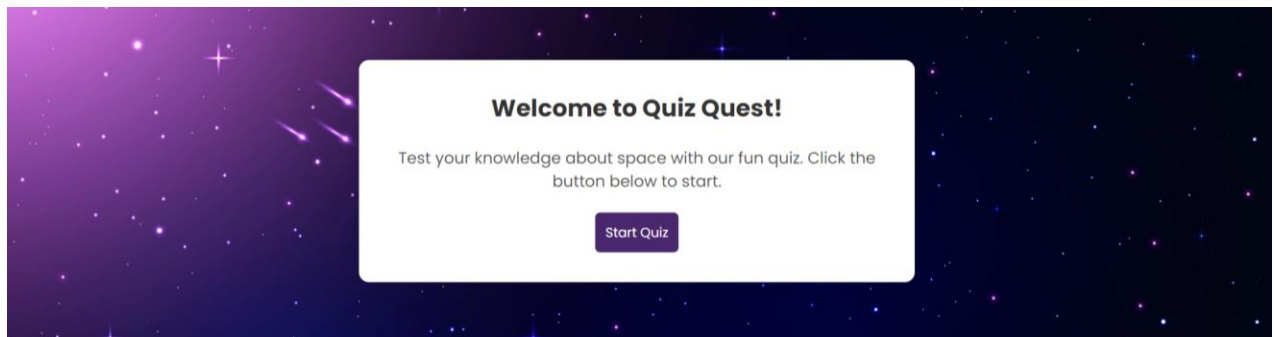 Welcome to Quiz Quest!
Test your knowledge about space with our fun quiz. Click the
button below to start.
Start Quiz